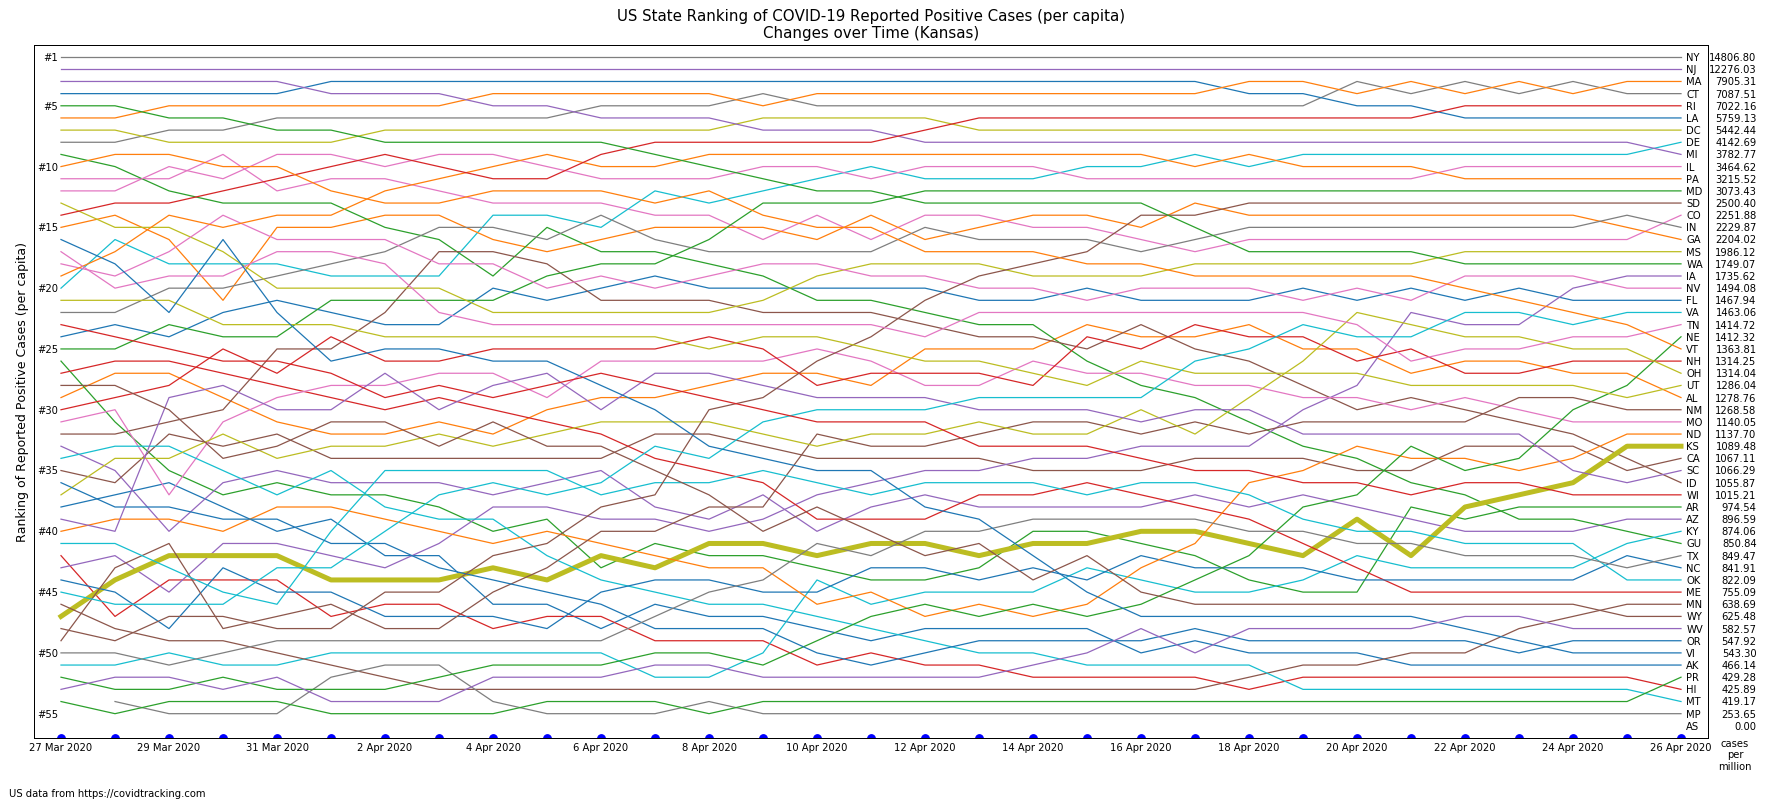 US State Ranking of COVID-19 Reported Positive Cases (per capita)
Changes over Time (Kansas)
Ranking of Reported Positive Cases (per capita)
#1
#5
#10
#15
#20
#25
#30
#35
#40
#45
#50
#55
NY 14806.80
NJ 12276.03
MA 7905.31
CT 7087.51
RI 7022.16
LA 5759.13
DC 5442.44
DE 4142.69
MI 3782.77
IL 3464.62
PA 3215.52
MD 3073.43
SD 2500.40
CO 2251.88
IN 2229.87
GA 2204.02
MS 1986.12
WA 1749.07
IA 1735.62
NV 1494.08
FL 1467.94
VA 1463.06
TN 1414.72
NE 1412.32
VT 1363.81
NH 1314.25
OH 1314.04
UT 1286.04
AL 1278.76
NM 1268.58
MO 1140.05
ND 1137.70
KS 1089.48
CA 1067.11
SC 1066.29
ID 1055.87
WI 1015.21
AR 974.54
AZ 896.59
KY 874.06
GU 850.84
TX 849.47
NC 841.91
OK 822.09
ME 755.09
MN 638.69
WY 625.48
WV 582.57
OR 547.92
VI 543.30
AK 466.14
PR 429.28
HI 425.89
MT 419.17
MP 253.65
AS 0.00
27 Mar 2020 29 Mar 2020 31 Mar 2020 2 Apr 2020 4 Apr 2020 6 Apr 2020 8 Apr 2020 10 Apr 2020 12 Apr 2020 14 Apr 2020 16 Apr 2020 18 Apr 2020 20 Apr 2020 22 Apr 2020 24 Apr 2020 26 Apr 2020
cases
per
million
US data from https://covidtracking.com